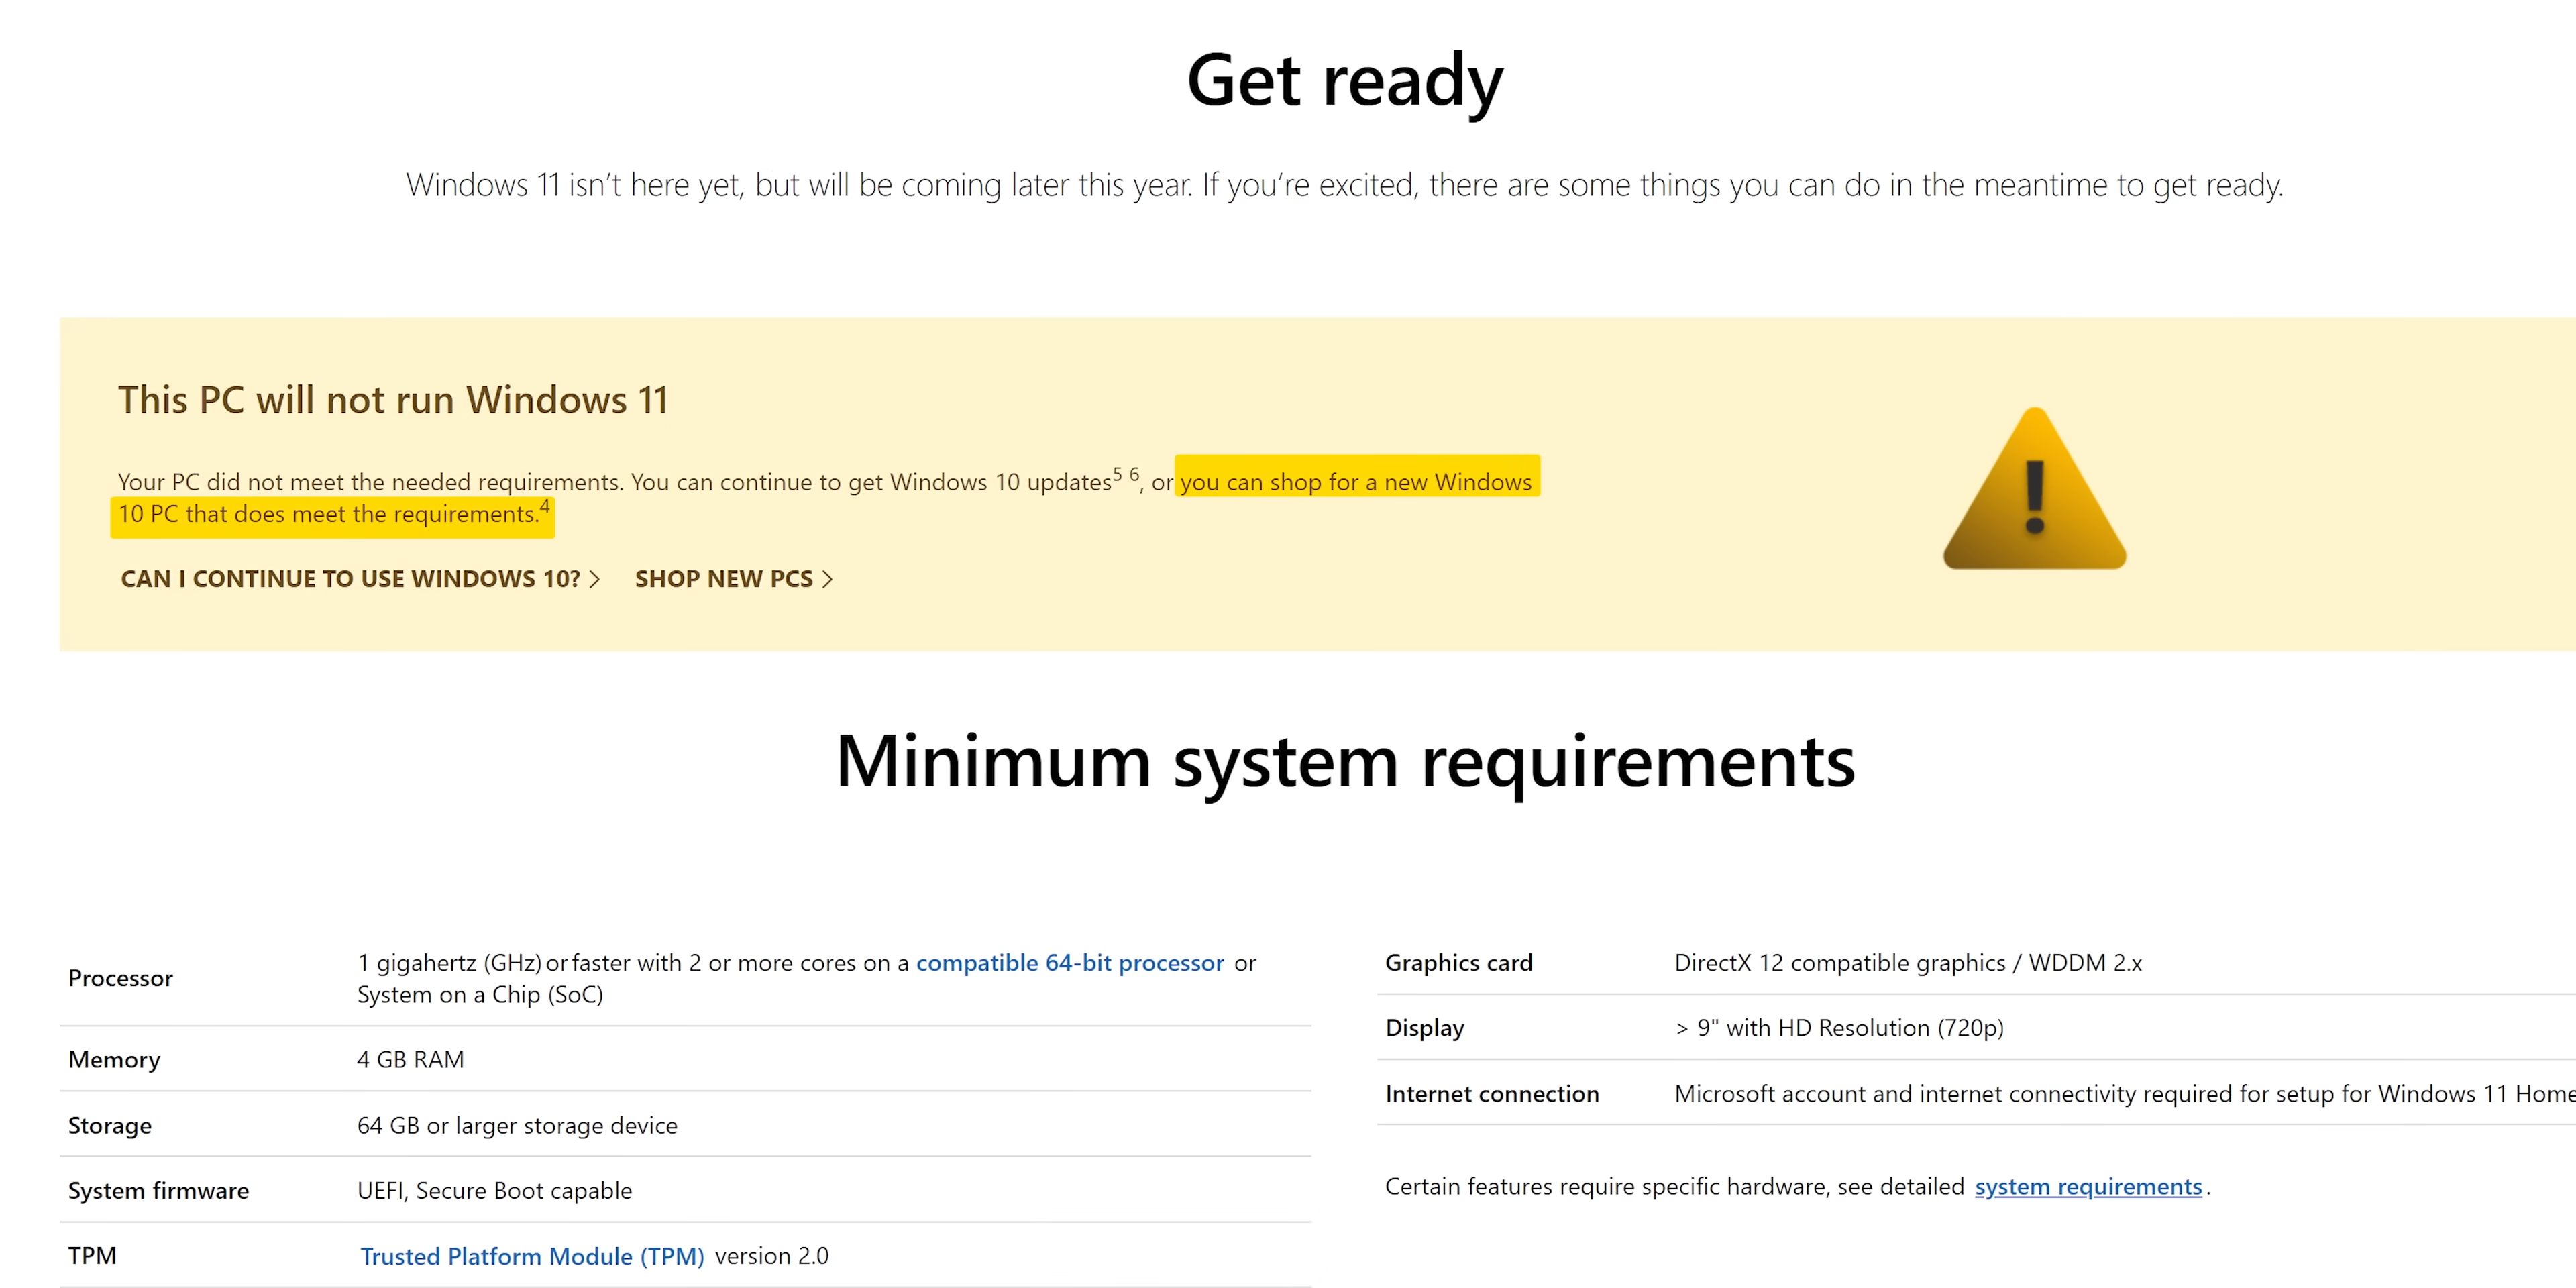 Get ready
Windows 11 isn’t here yet, but will be coming later this year. If you’re excited, there are some things you can do in the meantime to get ready.
This PC will not run Windows 11
Your PC did not meet the needed requirements. You can continue to get Windows 10 updates5 6, or you can shop for a new Windows
10 PC that does meet the requirements.4
CAN I CONTINUE TO USE WINDOWS 10? > SHOP NEW PCS >
Minimum system requirements
Processor
1 gigahertz (GHz) or faster with 2 or more cores on a compatible 64-bit processor or
System on a Chip (SoC)
Memory 4 GB RAM
Storage 64 GB or larger storage device
System firmware UEFI, Secure Boot capable
TPM Trusted Platform Module (TPM) version 2.0
Graphics card DirectX 12 compatible graphics / WDDM 2.x
Display > 9" with HD Resolution (720p)
Internet connection Microsoft account and internet connectivity required for setup for Windows 11 Home
Certain features require specific hardware, see detailed system requirements.